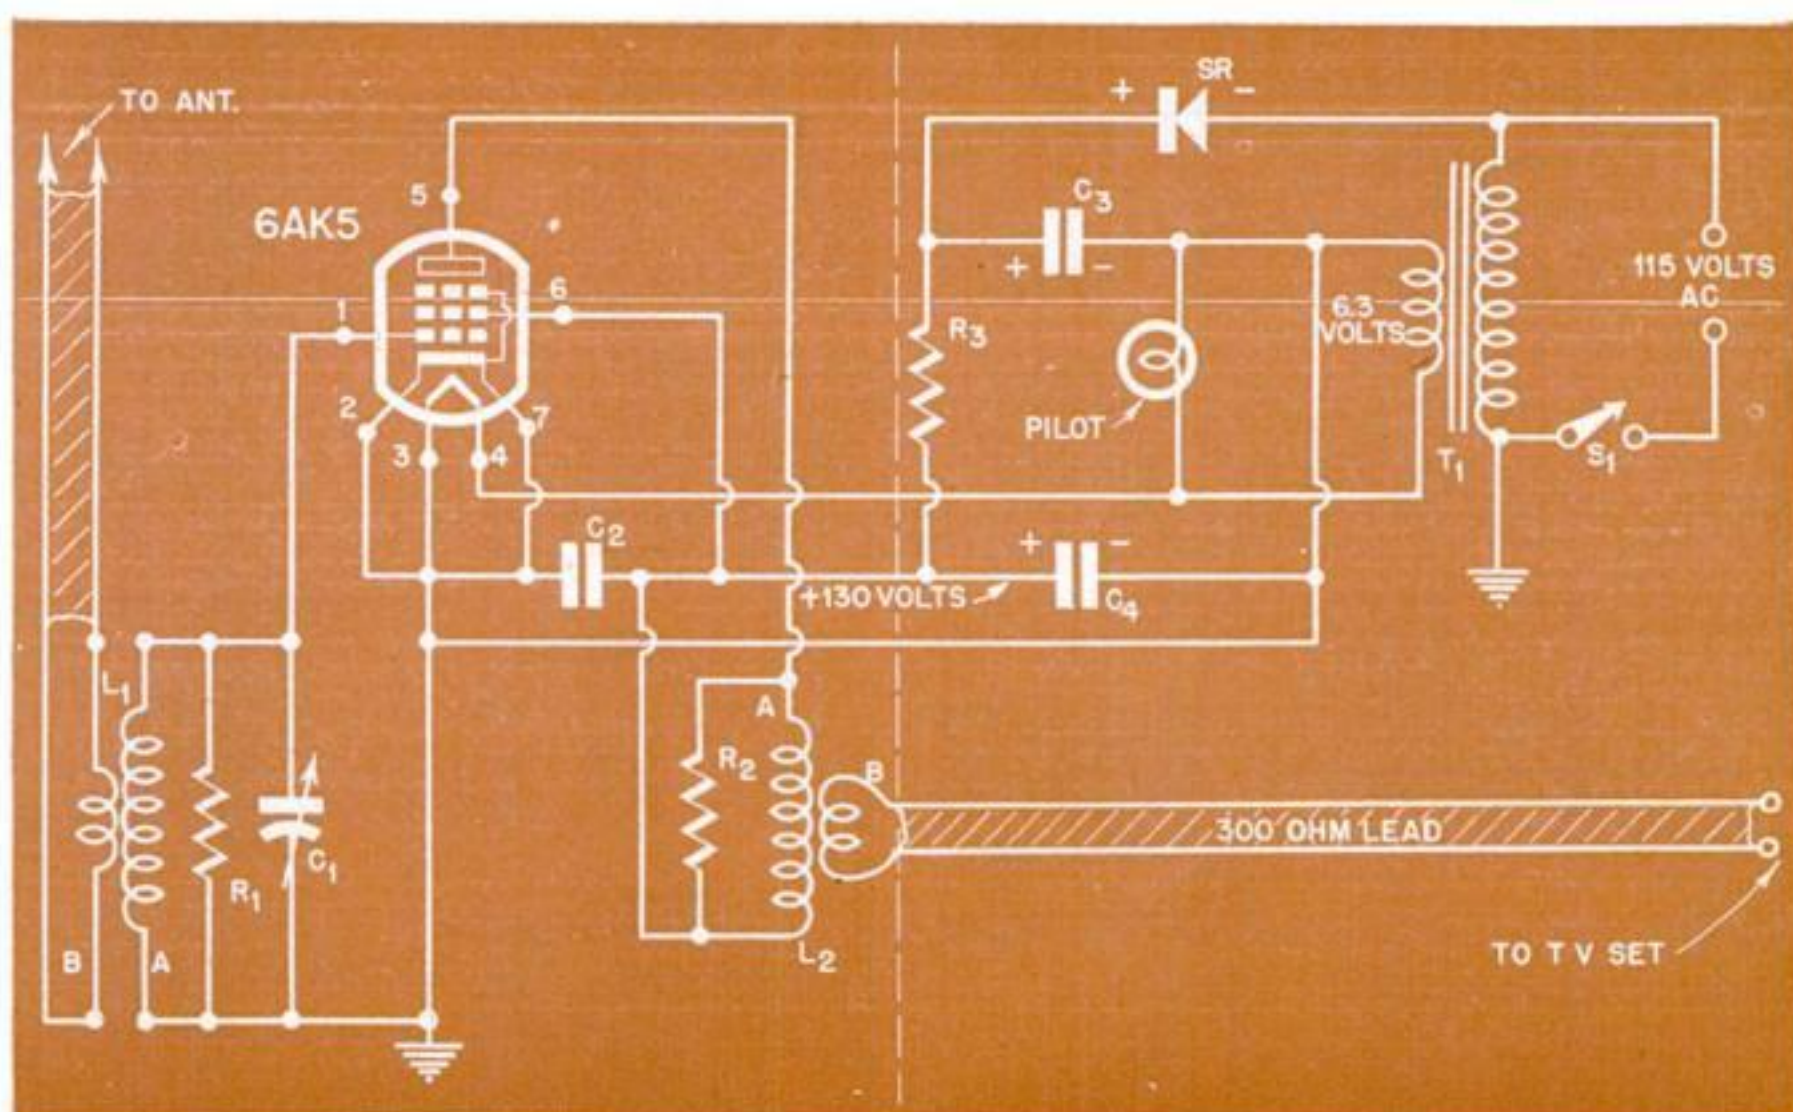 TO ANT.
6AK5
5
6
1
2
3
4
7
+ SR -
C3
+ -
R3
PILOT
6.3
VOLTS
T1
115 VOLTS
AC
S1
C2
+130 VOLTS
+ -
C4
L1
R1
C1
B
A
A
R2
B
L2
300 OHM LEAD
TO T V SET